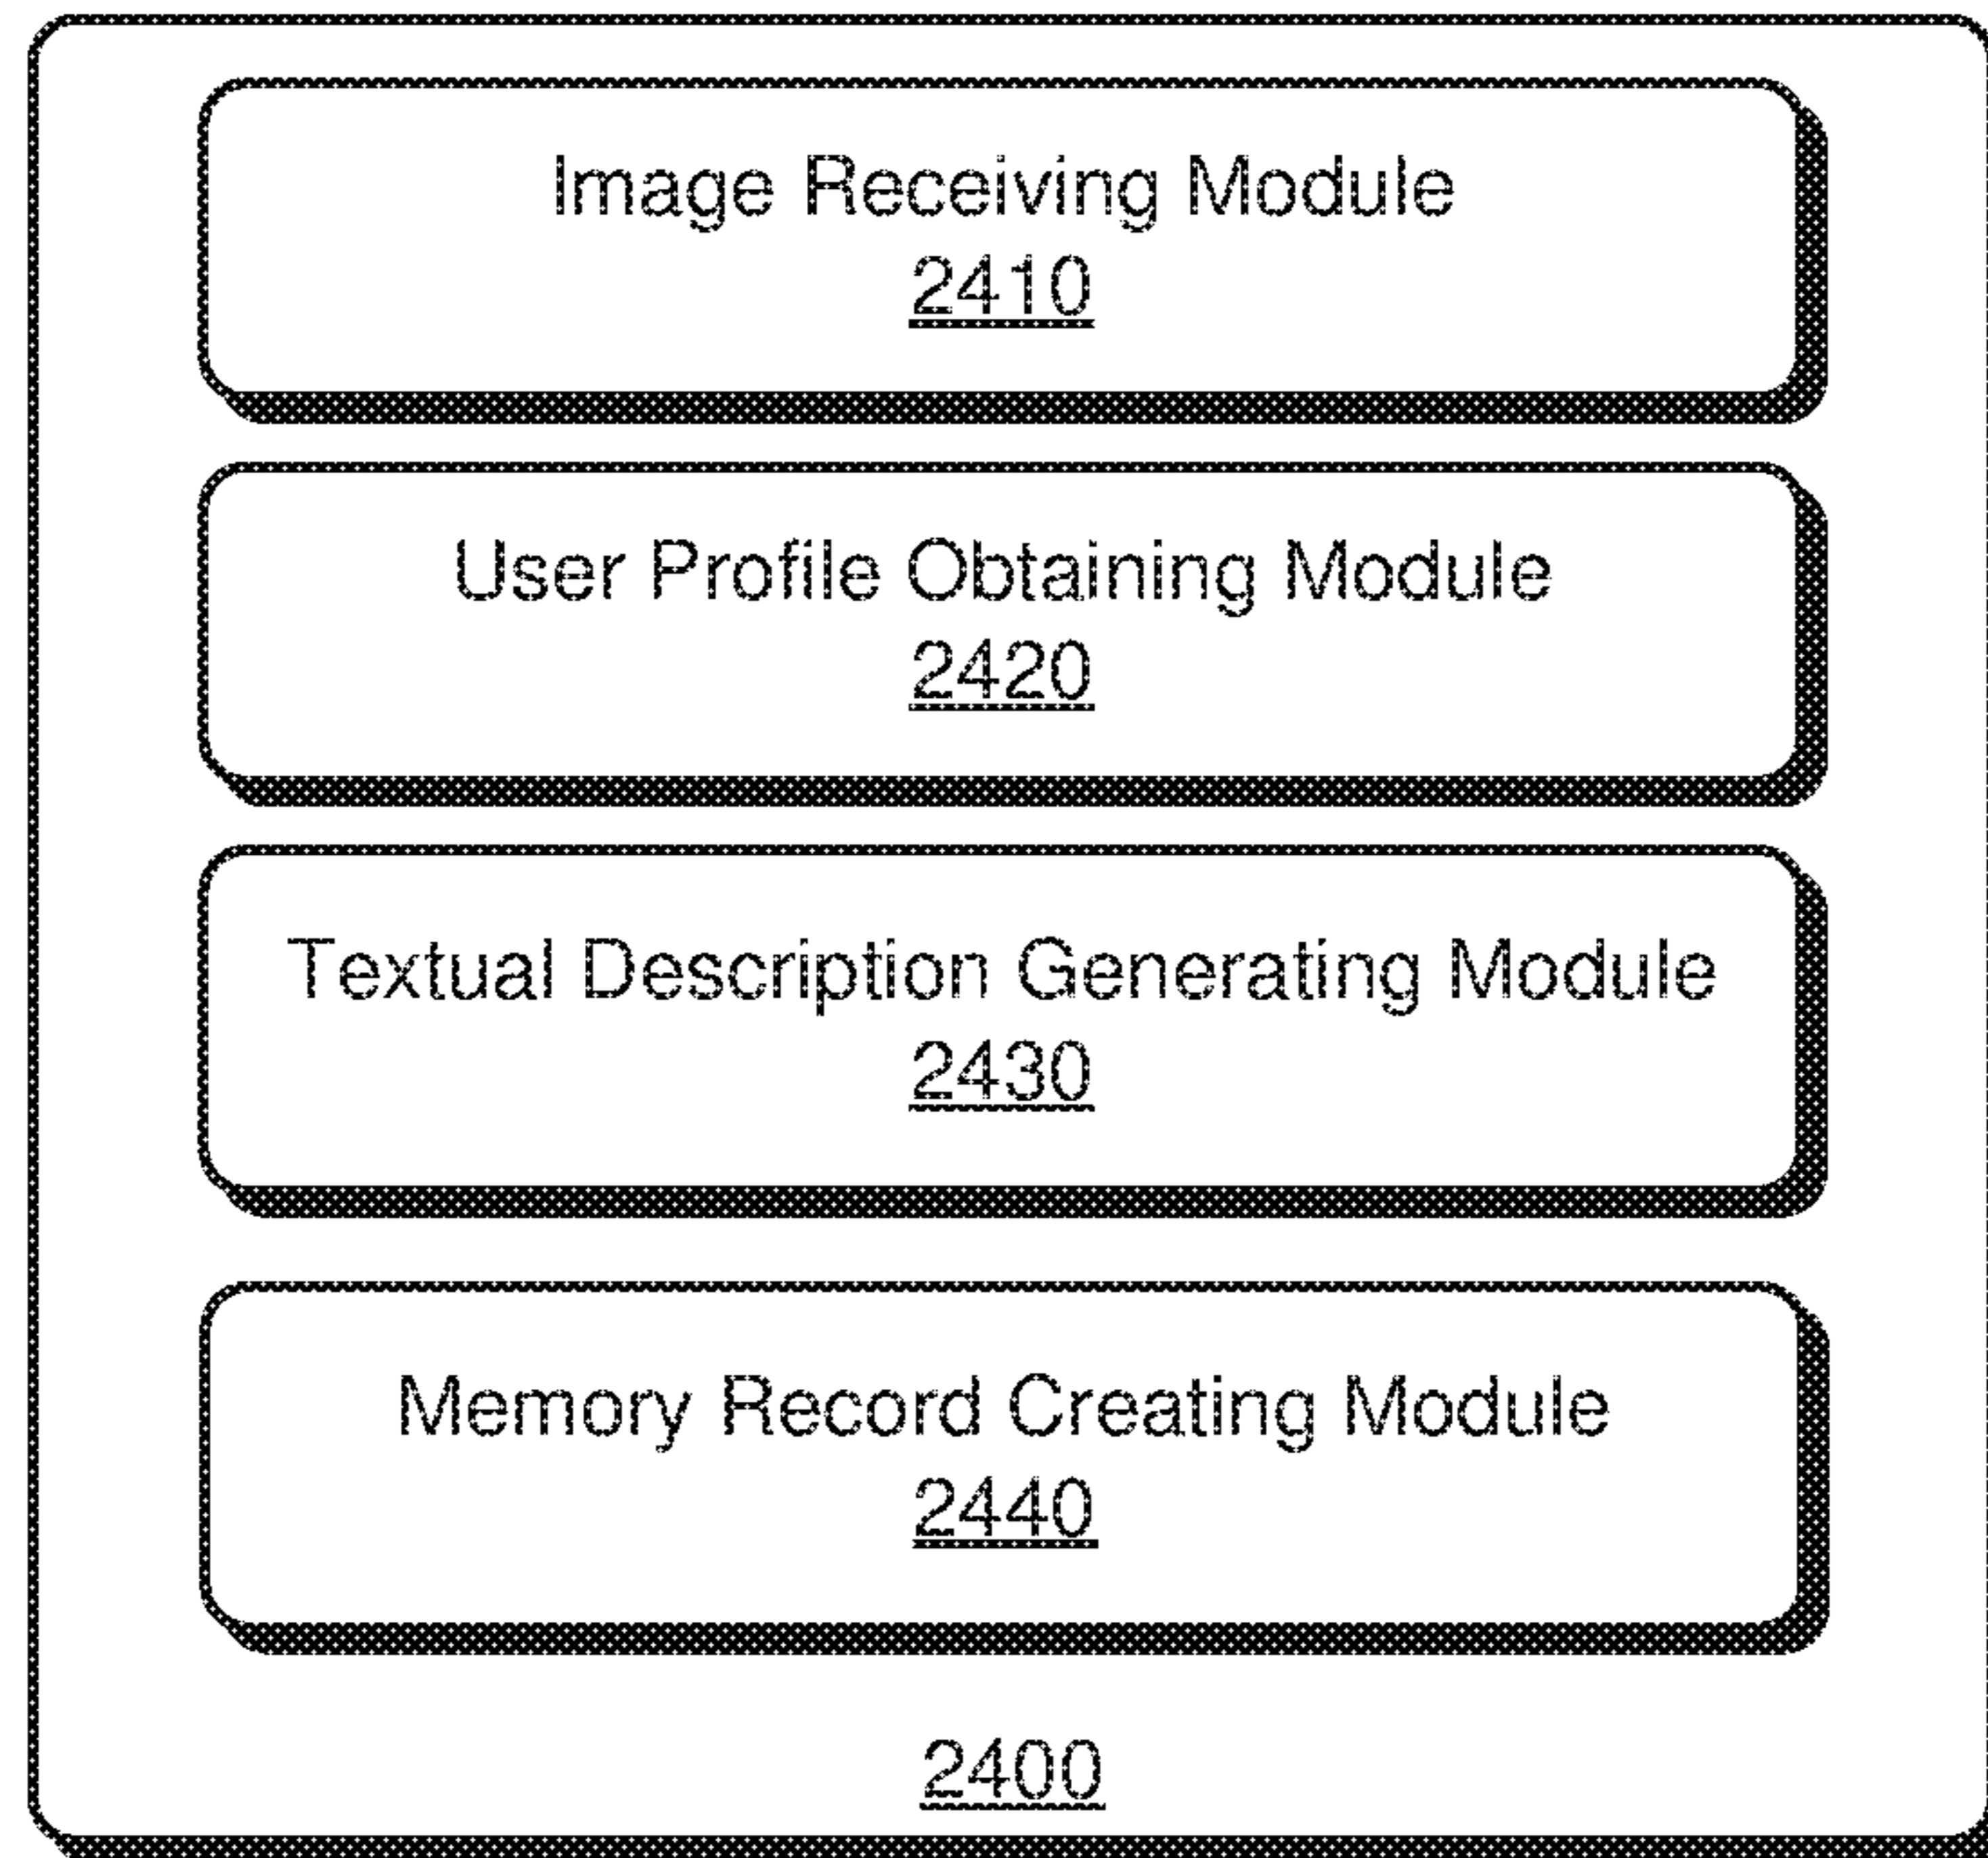 Image Receiving Module
2410
User Profile Obtaining Module
2420
Textual Description Generating Module
2430
Memory Record Creating Module
2440
2400